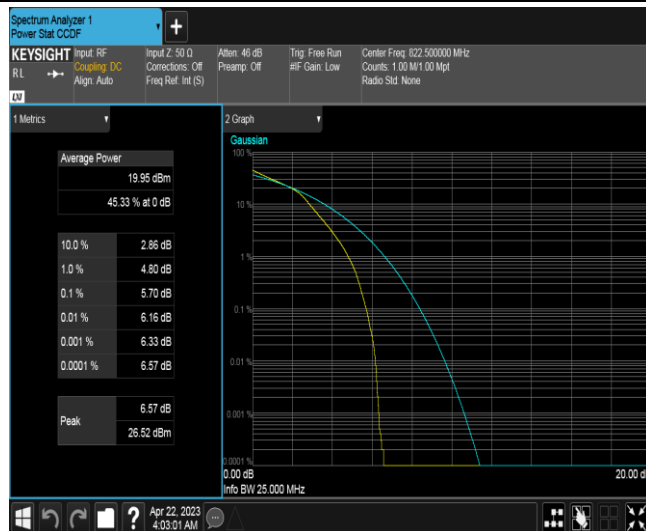 Spectrum Analyzer 1
Power Stat CCDF
KEYSIGHT
RL
Input: RF
Coupling: DC
Align: Auto
Input Z: 50 Ω
Corrections: Off
Freq Ref: Int (S)
Atten: 46 dB
Preamp: Off
Trig: Free Run
#IF Gain: Low
Center Freq: 822.500000 MHz
Counts: 1.00 M/1.00 Mpt
Radio Std: None
1 Metrics
Average Power
19.95 dBm
45.33 % at 0 dB
10.0 % 2.86 dB
1.0 % 4.80 dB
0.1 % 5.70 dB
0.01 % 6.16 dB
0.001 % 6.33 dB
0.0001 % 6.57 dB
Peak
6.57 dB
26.52 dBm
2 Graph
Gaussian
100 %
10 %
1 %
0.1 %
0.01 %
0.001 %
0.0001 %
0.00 dB
20.00 d
Info BW 25.000 MHz
?
Apr 22, 2023
4:03:01 AM